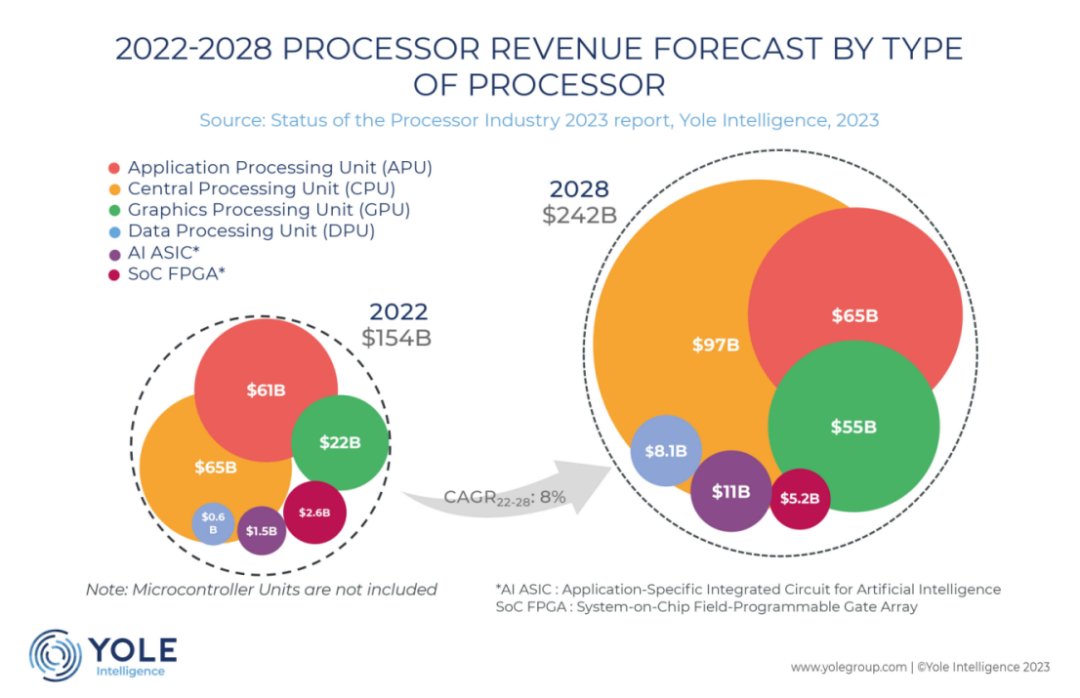 2022-2028 PROCESSOR REVENUE FORECAST BY TYPE
OF PROCESSOR
Source: Status of the Processor Industry 2023 report, Yole Intelligence, 2023
Application Processing Unit (APU)
Central Processing Unit (CPU)
Graphics Processing Unit (GPU)
Data Processing Unit (DPU)
AI ASIC*
SoC FPGA*
2022
$154B
$61B
$65B
$22B
$0.6
B
$1.5B
$2.6B
CAGR22-28: 8%
2028
$242B
$97B
$65B
$55B
$8.1B
$11B
$5.2B
Note: Microcontroller Units are not included
*AI ASIC : Application-Specific Integrated Circuit for Artificial Intelligence
SoC FPGA : System-on-Chip Field-Programmable Gate Array
YOLE
Intelligence
www.yolegroup.com | ©Yole Intelligence 2023